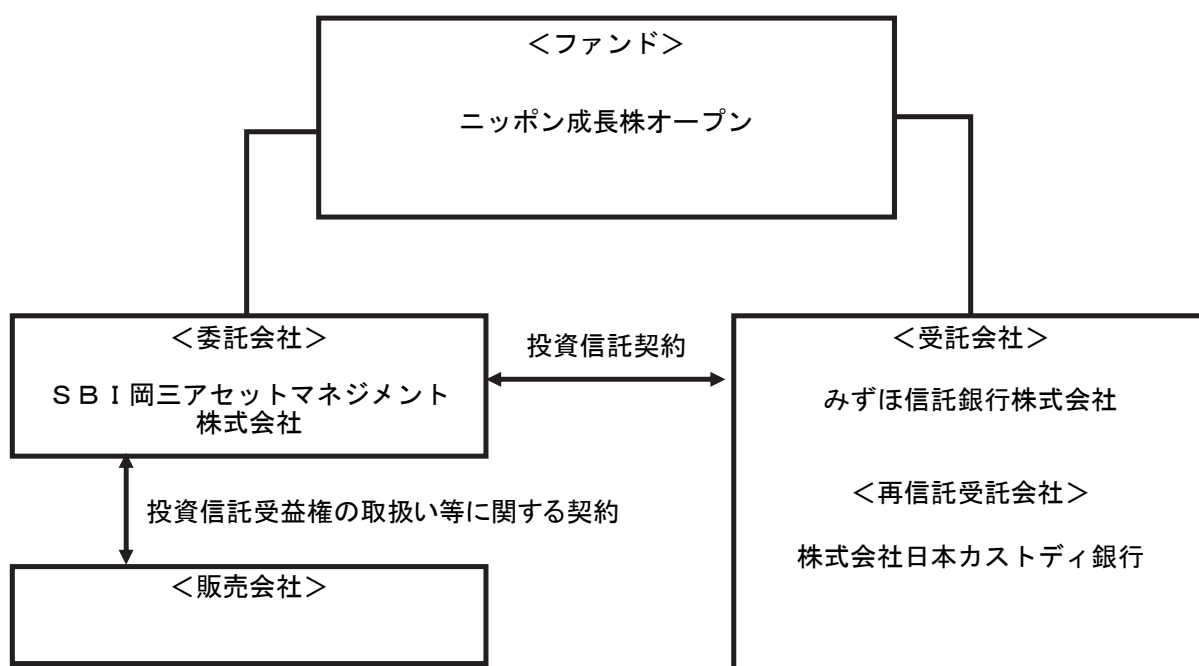 ＜ファンド＞
ニッポン成長株オープン
＜委託会社＞
ＳＢＩ岡三アセットマネジメント
株式会社
投資信託契約
＜受託会社＞
みずほ信託銀行株式会社
＜再信託受託会社＞
株式会社日本カストディ銀行
投資信託受益権の取扱い等に関する契約
＜販売会社＞